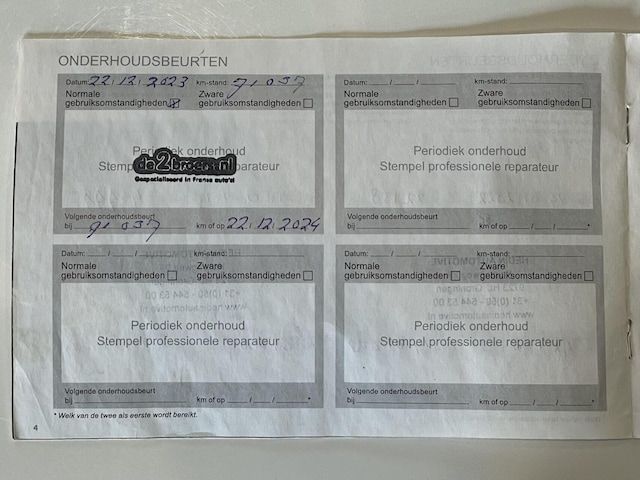 ONDERHOUDSBEURTEN
Datum: 22, 12, 2023 km-stand:
Normale gebruiksomstandigheden
Zware gebruiksomstandigheden
Periodiek onderhoud
Stempel professionele reparateur
de2broers.nl
Gespecialiseerd in Franse auto's!
Volgende onderhoudsbeurt
bij km of op 22, 12, 2024
Datum: / / km-stand:
Normale gebruiksomstandigheden
Zware gebruiksomstandigheden
Periodiek onderhoud
Stempel professionele reparateur
Volgende onderhoudsbeurt
bij km of op / / *
Datum: / / km-stand:
Normale gebruiksomstandigheden
Zware gebruiksomstandigheden
Periodiek onderhoud
Stempel professionele reparateur
Volgende onderhoudsbeurt
bij km of op / / *
Datum: / / km-stand:
Normale gebruiksomstandigheden
Zware gebruiksomstandigheden
Periodiek onderhoud
Stempel professionele reparateur
Volgende onderhoudsbeurt
bij km of op / / *
* Welk van de twee als eerste wordt bereikt.
4